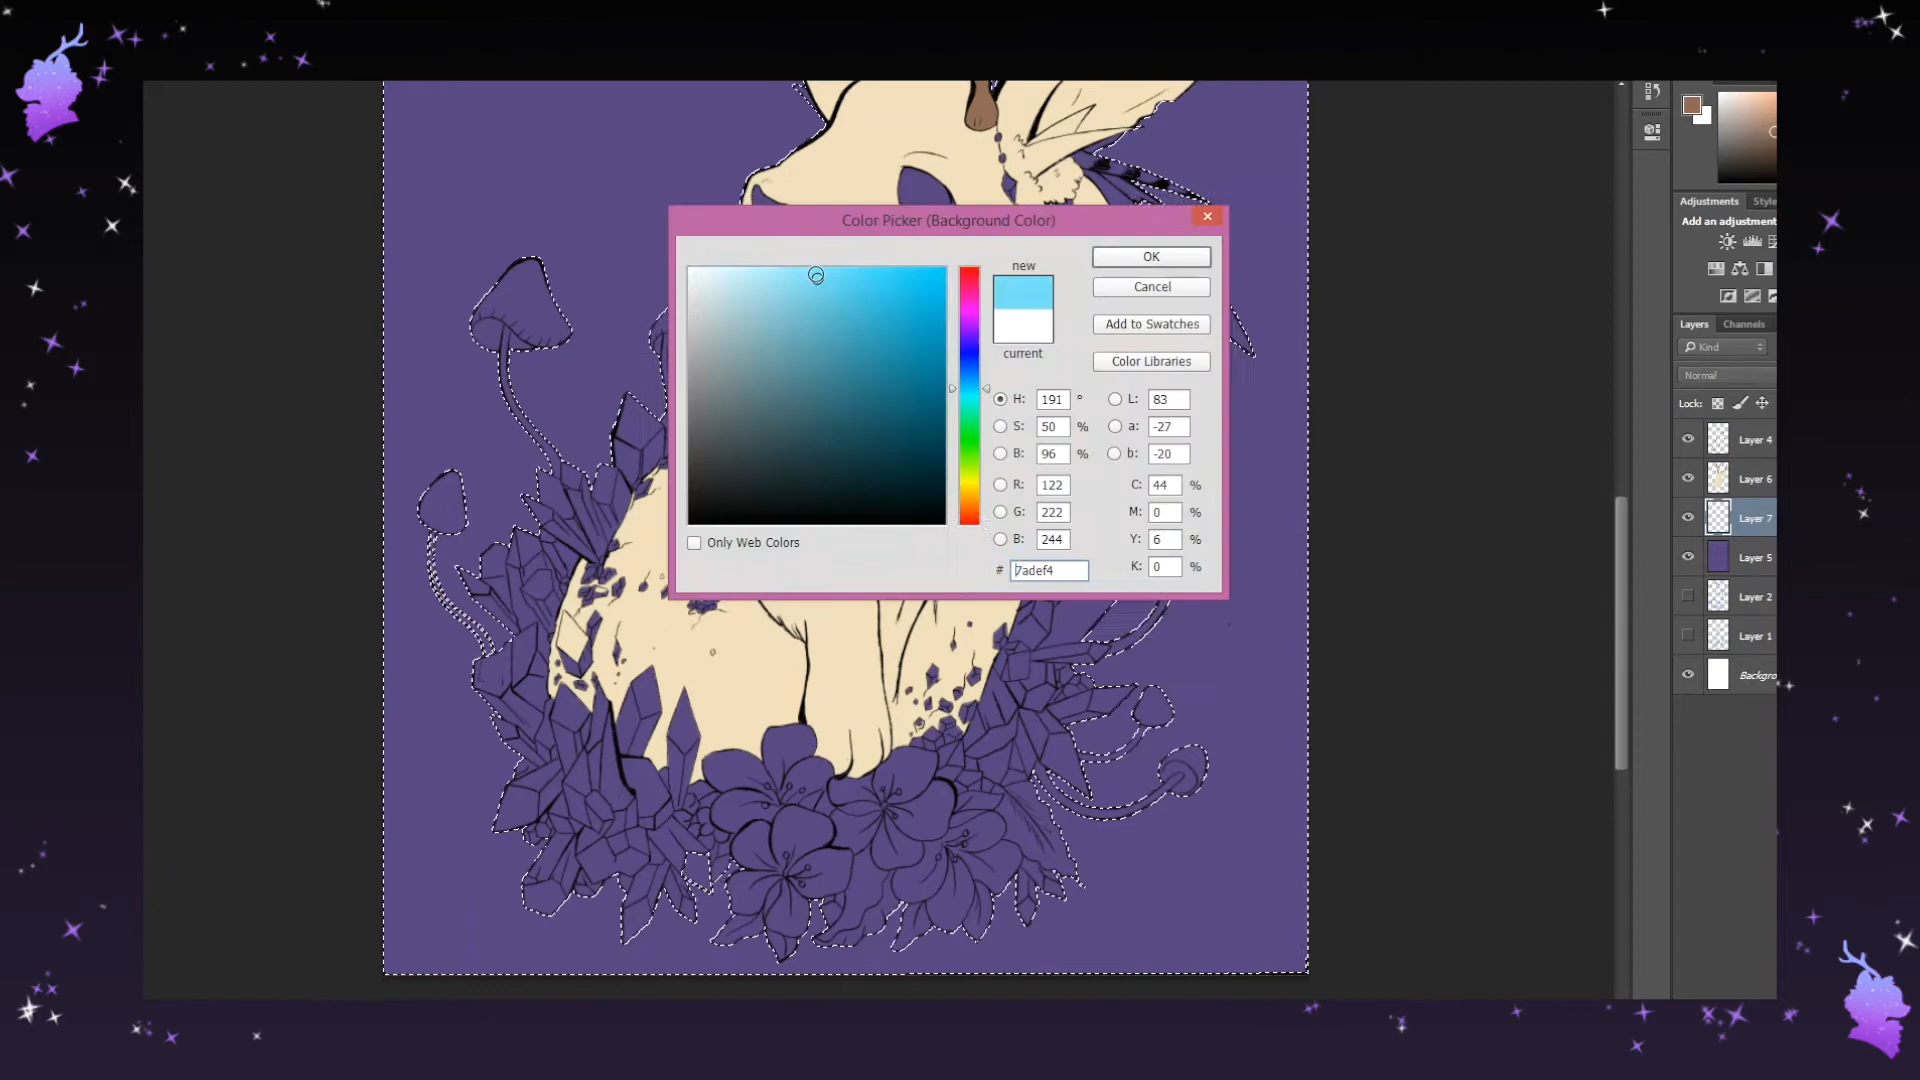 Color Picker (Background Color)
new
current
OK
Cancel
Add to Swatches
Color Libraries
H: 191 °
S: 50 %
B: 96 %
R: 122
G: 222
B: 244
# 7adef4
L: 83
a: -27
b: -20
C: 44 %
M: 0 %
Y: 6 %
K: 0 %
Only Web Colors
Adjustments Style
Add an adjustment
Layers Channels
Kind
Normal
Lock:
Layer 4
Layer 6
Layer 7
Layer 5
Layer 2
Layer 1
Backgro